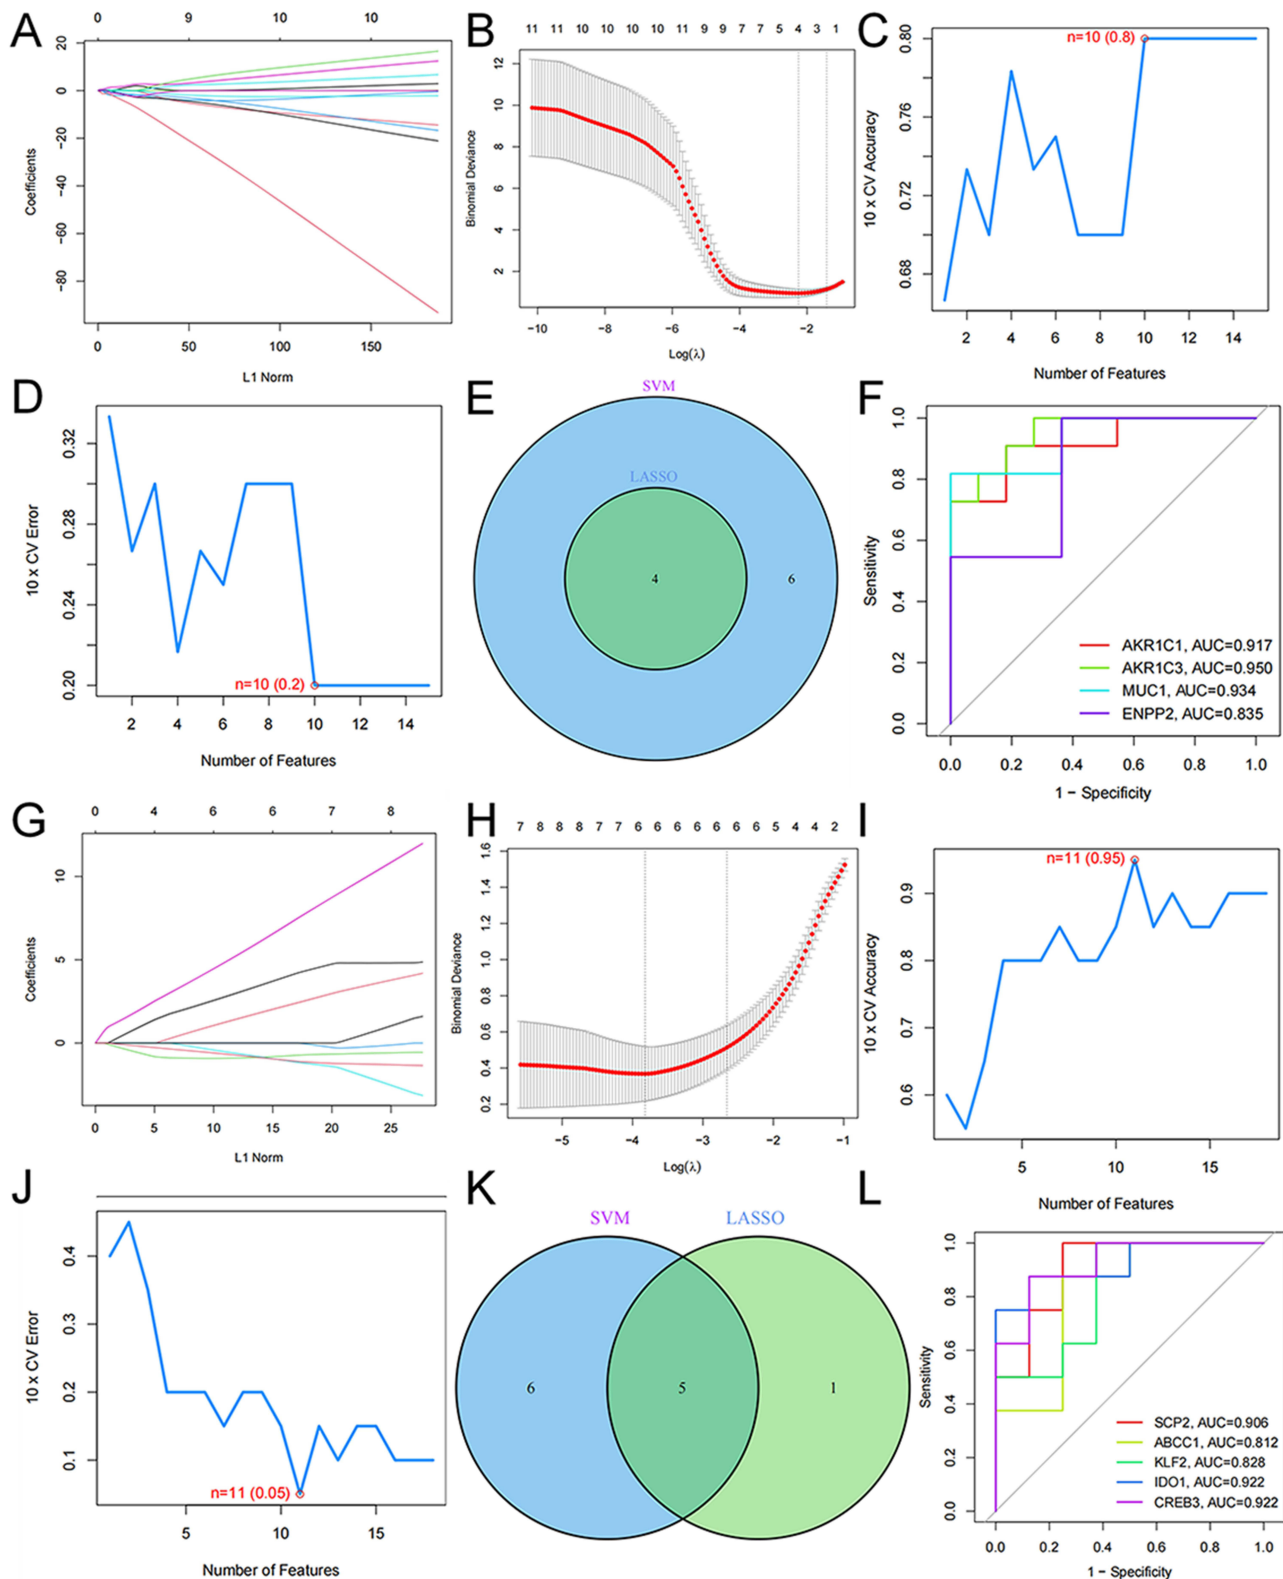 A
0 9 10 10
20
0
−20
−40
−60
−80
Coefficients
0 50 100 150
L1 Norm
B
11 11 10 10 10 10 10 11 9 9 7 7 5 4 3 1
12
10
8
6
4
2
Binomial Deviance
−10 −8 −6 −4 −2
Log(λ)
C
n=10 (0.8)
0.80
0.76
0.72
0.68
10 x CV Accuracy
2 4 6 8 10 12 14
Number of Features
D
0.32
0.28
0.24
0.20
10 x CV Error
n=10 (0.2)
2 4 6 8 10 12 14
Number of Features
E
SVM
LASSO
4
6
F
1.0
0.8
0.6
0.4
0.2
0.0
Sensitivity
AKR1C1, AUC=0.917
AKR1C3, AUC=0.950
MUC1, AUC=0.934
ENPP2, AUC=0.835
0.0 0.2 0.4 0.6 0.8 1.0
1 − Specificity
G
0 4 6 6 7 8
10
5
0
Coefficients
0 5 10 15 20 25
L1 Norm
H
7 8 8 8 7 7 6 6 6 6 6 6 6 5 4 4 2
1.6
1.4
1.2
1.0
0.8
0.6
0.4
0.2
Binomial Deviance
−5 −4 −3 −2 −1
Log(λ)
I
n=11 (0.95)
0.9
0.8
0.7
0.6
10 x CV Accuracy
5 10 15
Number of Features
J
0.4
0.3
0.2
0.1
10 x CV Error
n=11 (0.05)
5 10 15
Number of Features
K
SVM
LASSO
6
5
1
L
1.0
0.8
0.6
0.4
0.2
0.0
Sensitivity
SCP2, AUC=0.906
ABCC1, AUC=0.812
KLF2, AUC=0.828
IDO1, AUC=0.922
CREB3, AUC=0.922
0.0 0.2 0.4 0.6 0.8 1.0
1 − Specificity